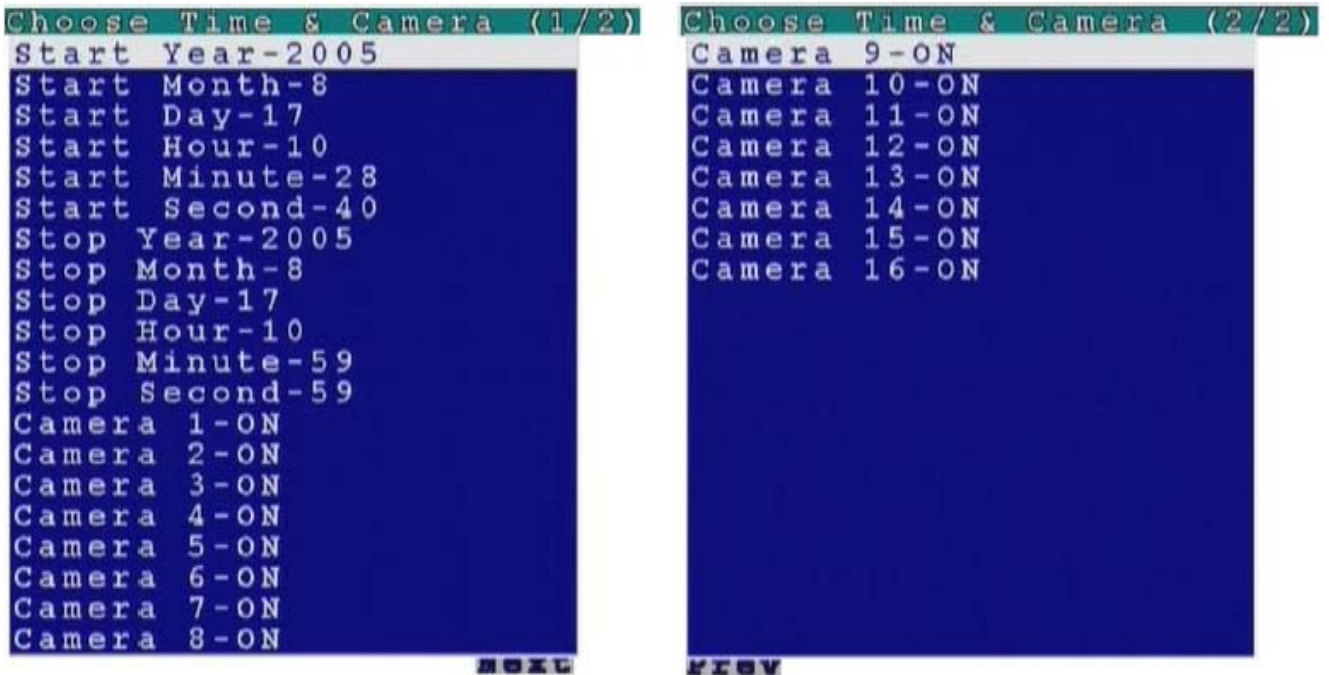 Choose Time & Camera (1/2)
Start Year-2005
Start Month-8
Start Day-17
Start Hour-10
Start Minute-28
Start Second-40
Stop Year-2005
Stop Month-8
Stop Day-17
Stop Hour-10
Stop Minute-59
Stop Second-59
Camera 1-ON
Camera 2-ON
Camera 3-ON
Camera 4-ON
Camera 5-ON
Camera 6-ON
Camera 7-ON
Camera 8-ON
next
Choose Time & Camera (2/2)
Camera 9-ON
Camera 10-ON
Camera 11-ON
Camera 12-ON
Camera 13-ON
Camera 14-ON
Camera 15-ON
Camera 16-ON
Prev